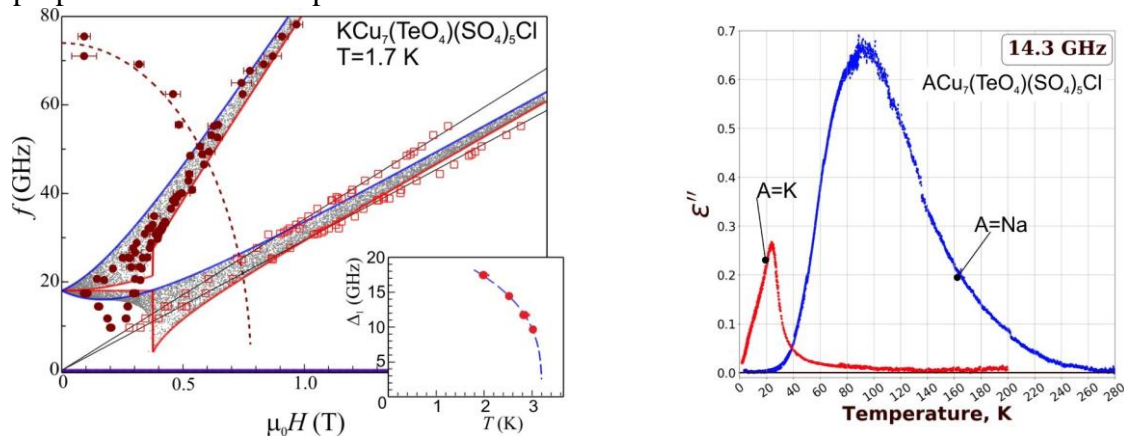 80
60
40
20
0
f (GHz)
KCu₇(TeO₄)(SO₄)₅Cl
T=1.7 K
0
0.5
1.0
μ₀H (T)
20
15
10
5
0
Δ₁ (GHz)
0 1 2 3
T (K)
0.7
0.6
0.5
0.4
0.3
0.2
0.1
0.0
ε″
14.3 GHz
ACu₇(TeO₄)(SO₄)₅Cl
A=K
A=Na
0 20 40 60 80 100 120 140 160 180 200 220 240 260 280
Temperature, K